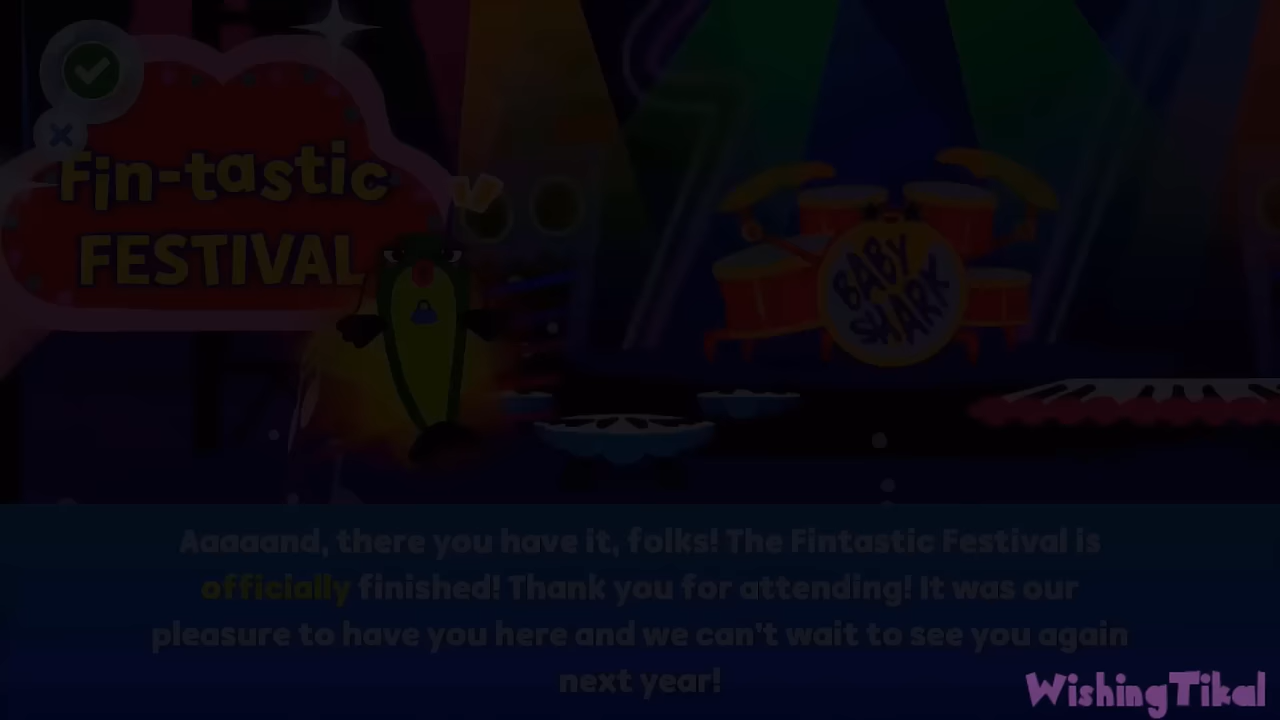 Fin-tastic
FESTIVAL
BABY
SHARK
Aaaaand, there you have it, folks! The Fintastic Festival is
officially finished! Thank you for attending! It was our
pleasure to have you here and we can't wait to see you again
next year!
WishingTikal